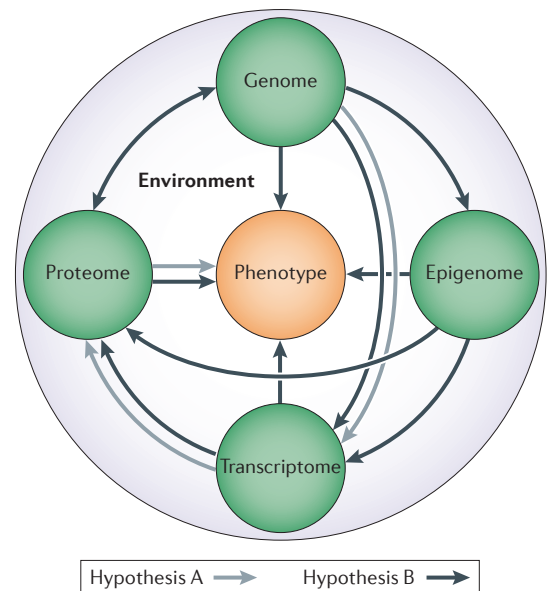 Genome
Environment
Proteome
Phenotype
Epigenome
Transcriptome
Hypothesis A
Hypothesis B